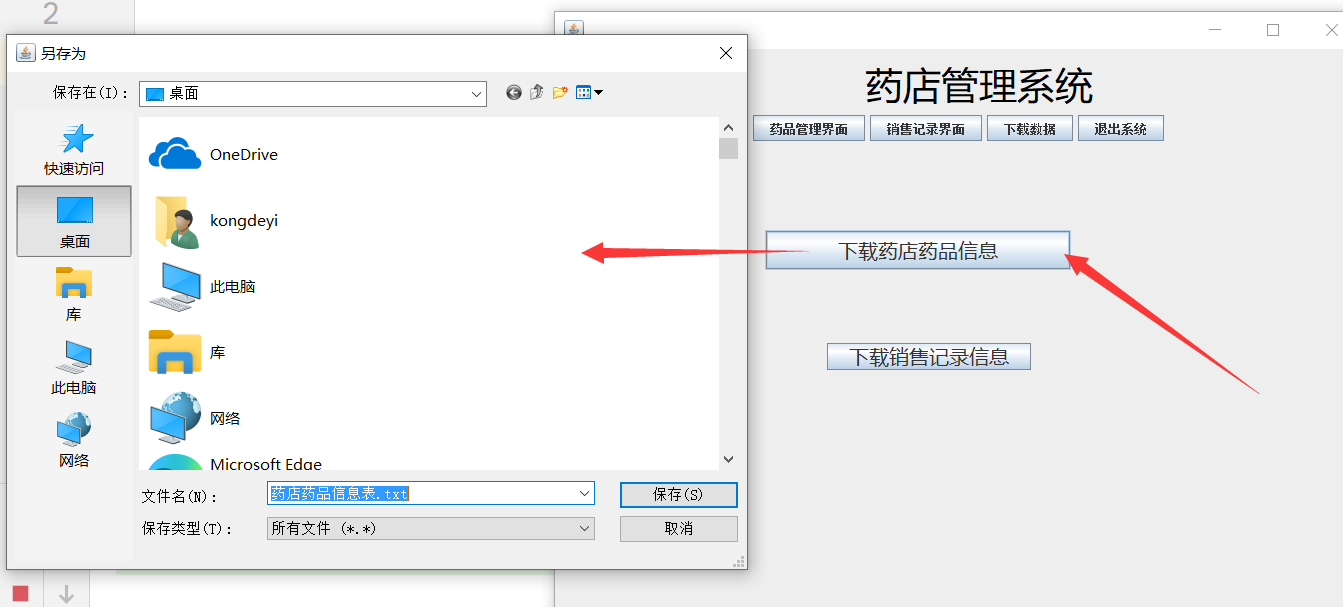 2
另存为
保存在(I):
桌面
快速访问
桌面
库
此电脑
网络
OneDrive
kongdeyi
此电脑
库
网络
Microsoft Edge
文件名(N):
药店药品信息表.txt
保存(S)
保存类型(T):
所有文件 (*.*)
取消
药店管理系统
药品管理界面
销售记录界面
下载数据
退出系统
下载药店药品信息
下载销售记录信息